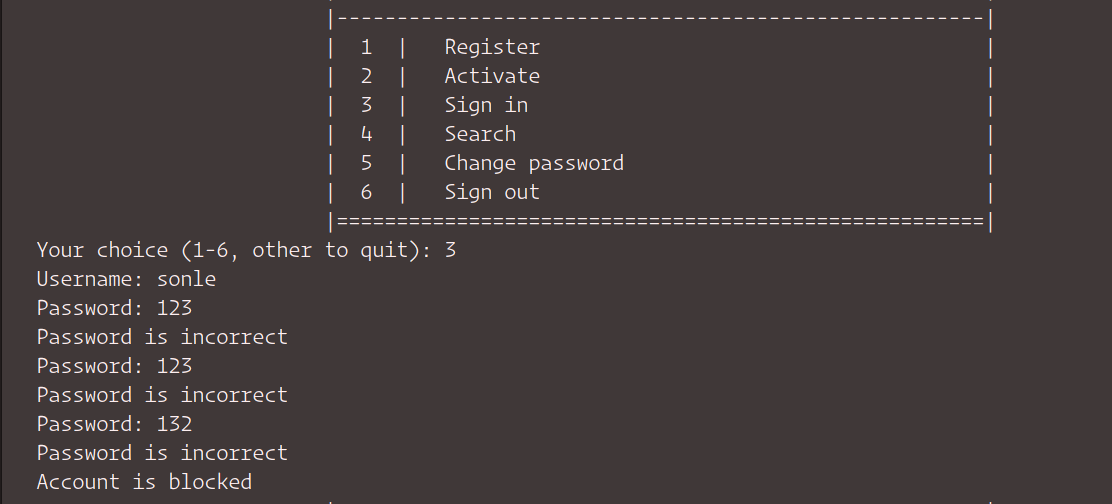 |------------------------------------------------------|
|  1  |   Register                                     |
|  2  |   Activate                                     |
|  3  |   Sign in                                      |
|  4  |   Search                                       |
|  5  |   Change password                              |
|  6  |   Sign out                                     |
|======================================================|
Your choice (1-6, other to quit): 3
Username: sonle
Password: 123
Password is incorrect
Password: 123
Password is incorrect
Password: 132
Password is incorrect
Account is blocked